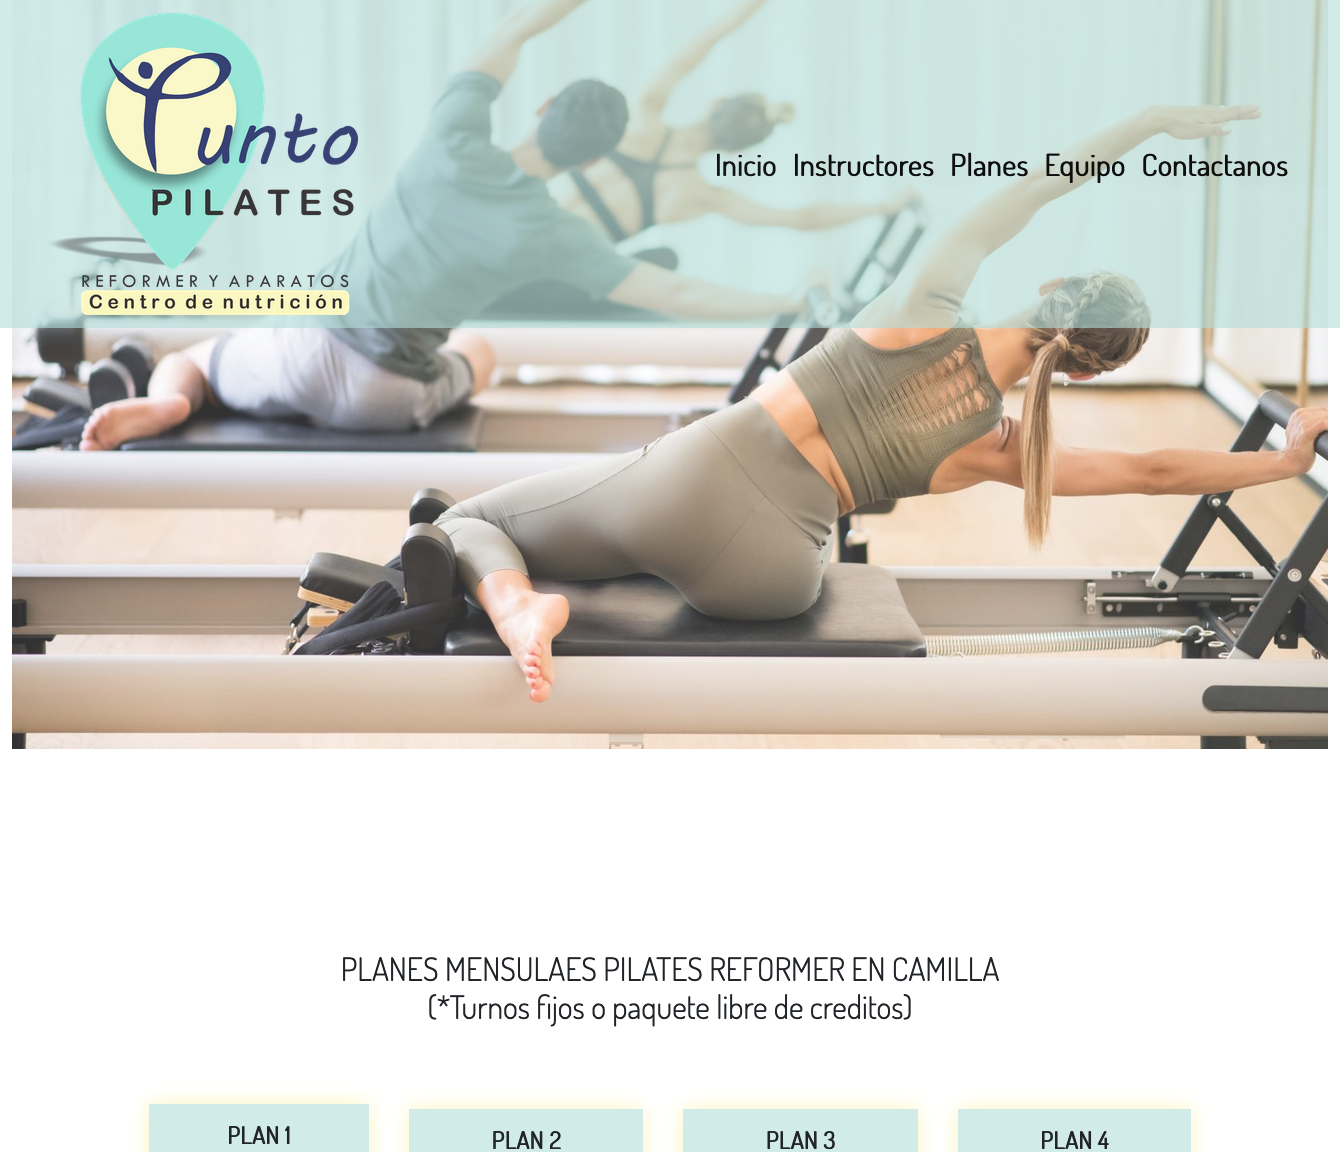 Punto
PILATES
REFORMER Y APARATOS
Centro de nutrición
Inicio Instructores Planes Equipo Contactanos
PLANES MENSULAES PILATES REFORMER EN CAMILLA
(*Turnos fijos o paquete libre de creditos)
PLAN 1
PLAN 2
PLAN 3
PLAN 4